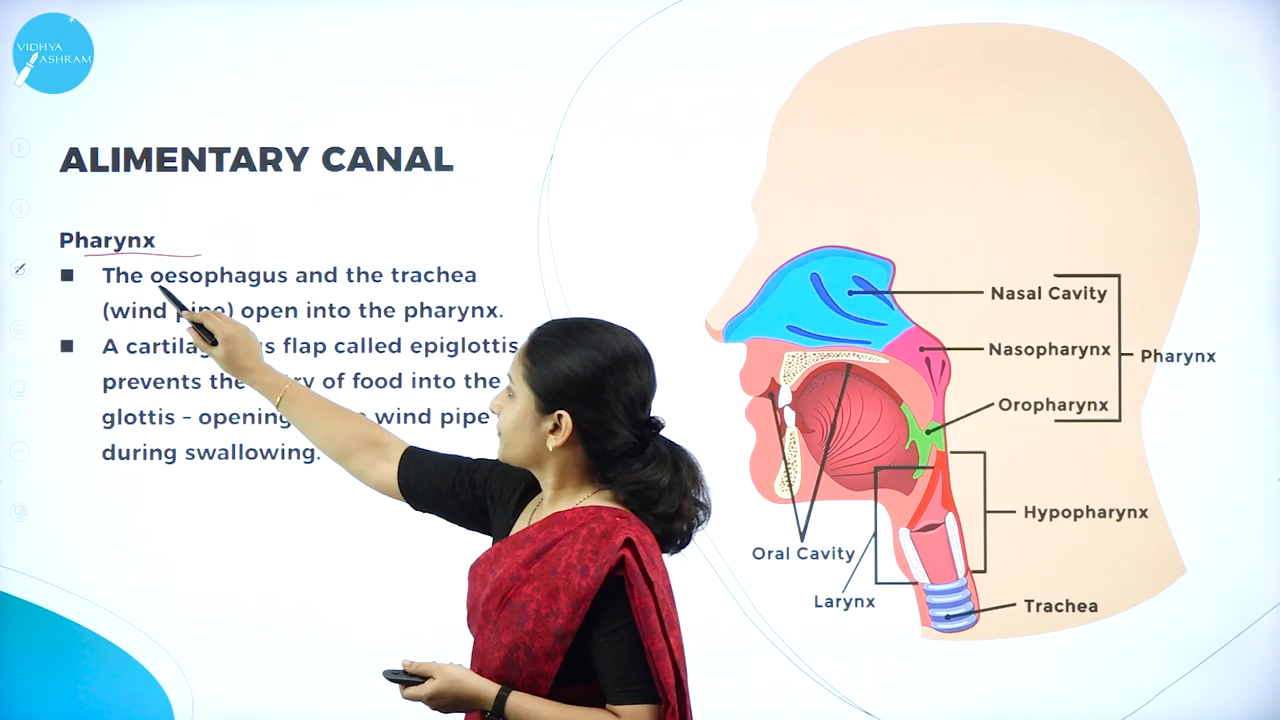 VIDHYA
ASHRAM
ALIMENTARY CANAL
Pharynx
■ The oesophagus and the trachea
(wind pipe) open into the pharynx.
■ A flap called epiglottis
prevents the of food into the
glottis – opening wind pipe
during swallowing.
Nasal Cavity
Nasopharynx
Pharynx
Oropharynx
Hypopharynx
Oral Cavity
Larynx
Trachea